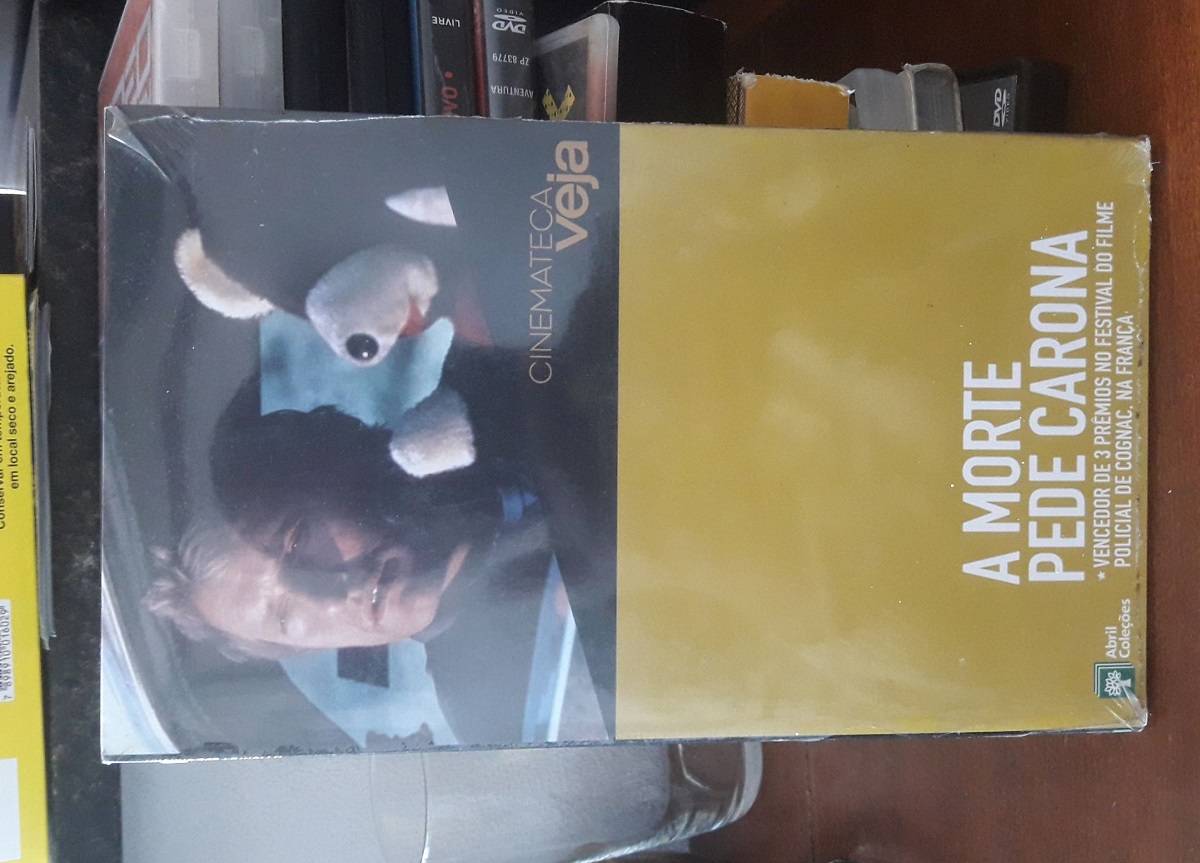 CINEMATECA
veja
A MORTE
PEDE CARONA
* VENCEDOR DE 3 PRÊMIOS NO FESTIVAL DO FILME
POLICIAL DE COGNAC, NA FRANÇA.
Abril
Coleções
LIVRE
DVD
VIDEO
ZP 83779
AVENTURA
DVD
em local seco e arejado.